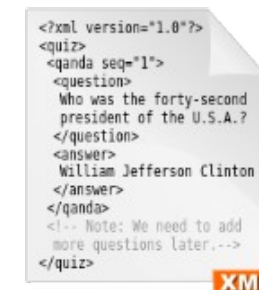 <?xml version="1.0"?>
<quiz>
<qanda seq="1">
<question>
Who was the forty-second
president of the U.S.A.?
</question>
<answer>
William Jefferson Clinton
</answer>
</qanda>
<!-- Note: We need to add
more questions later.-->
</quiz>
XM